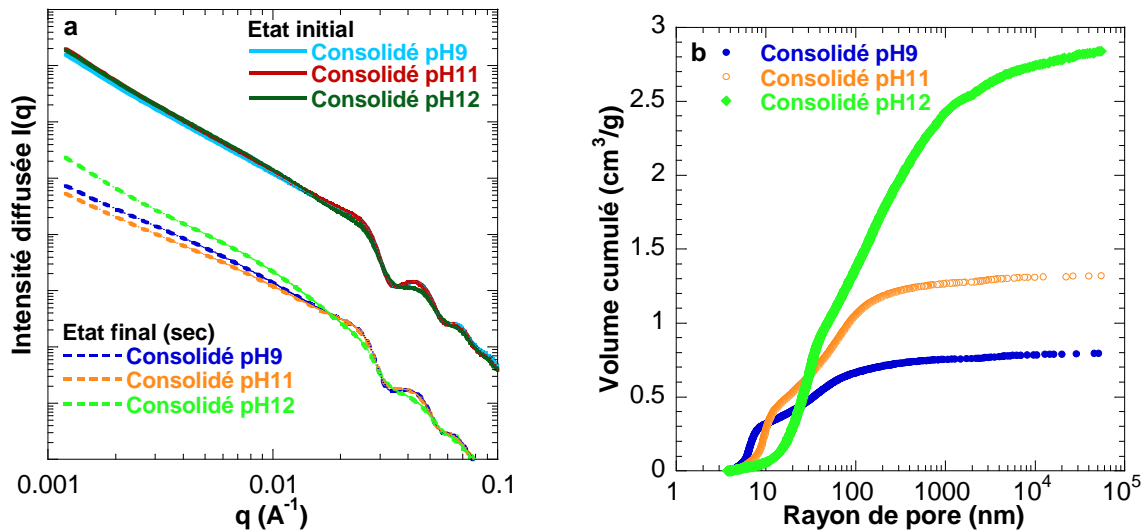 a
Etat initial
Consolidé pH9
Consolidé pH11
Consolidé pH12
Intensité diffusée I(q)
Etat final (sec)
Consolidé pH9
Consolidé pH11
Consolidé pH12
0.001
0.01
0.1
q (A⁻¹)
b
Consolidé pH9
Consolidé pH11
Consolidé pH12
Volume cumulé (cm³/g)
3
2.5
2
1.5
1
0.5
0
1
10
100
1000
10⁴
10⁵
Rayon de pore (nm)